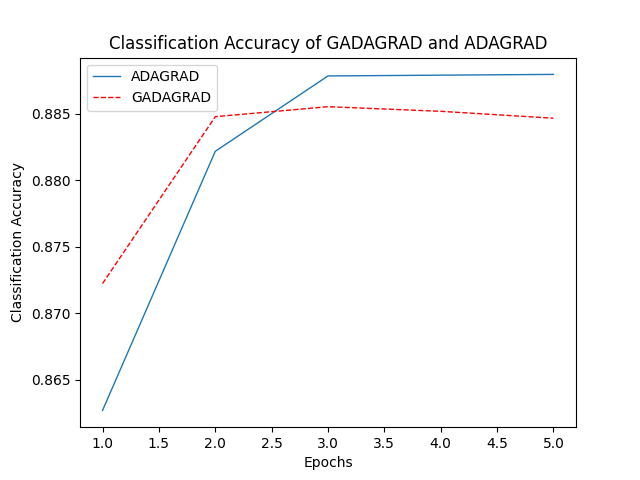 Classification Accuracy of GADAGRAD and ADAGRAD
ADAGRAD
GADAGRAD
Classification Accuracy
0.885
0.880
0.875
0.870
0.865
1.0 1.5 2.0 2.5 3.0 3.5 4.0 4.5 5.0
Epochs